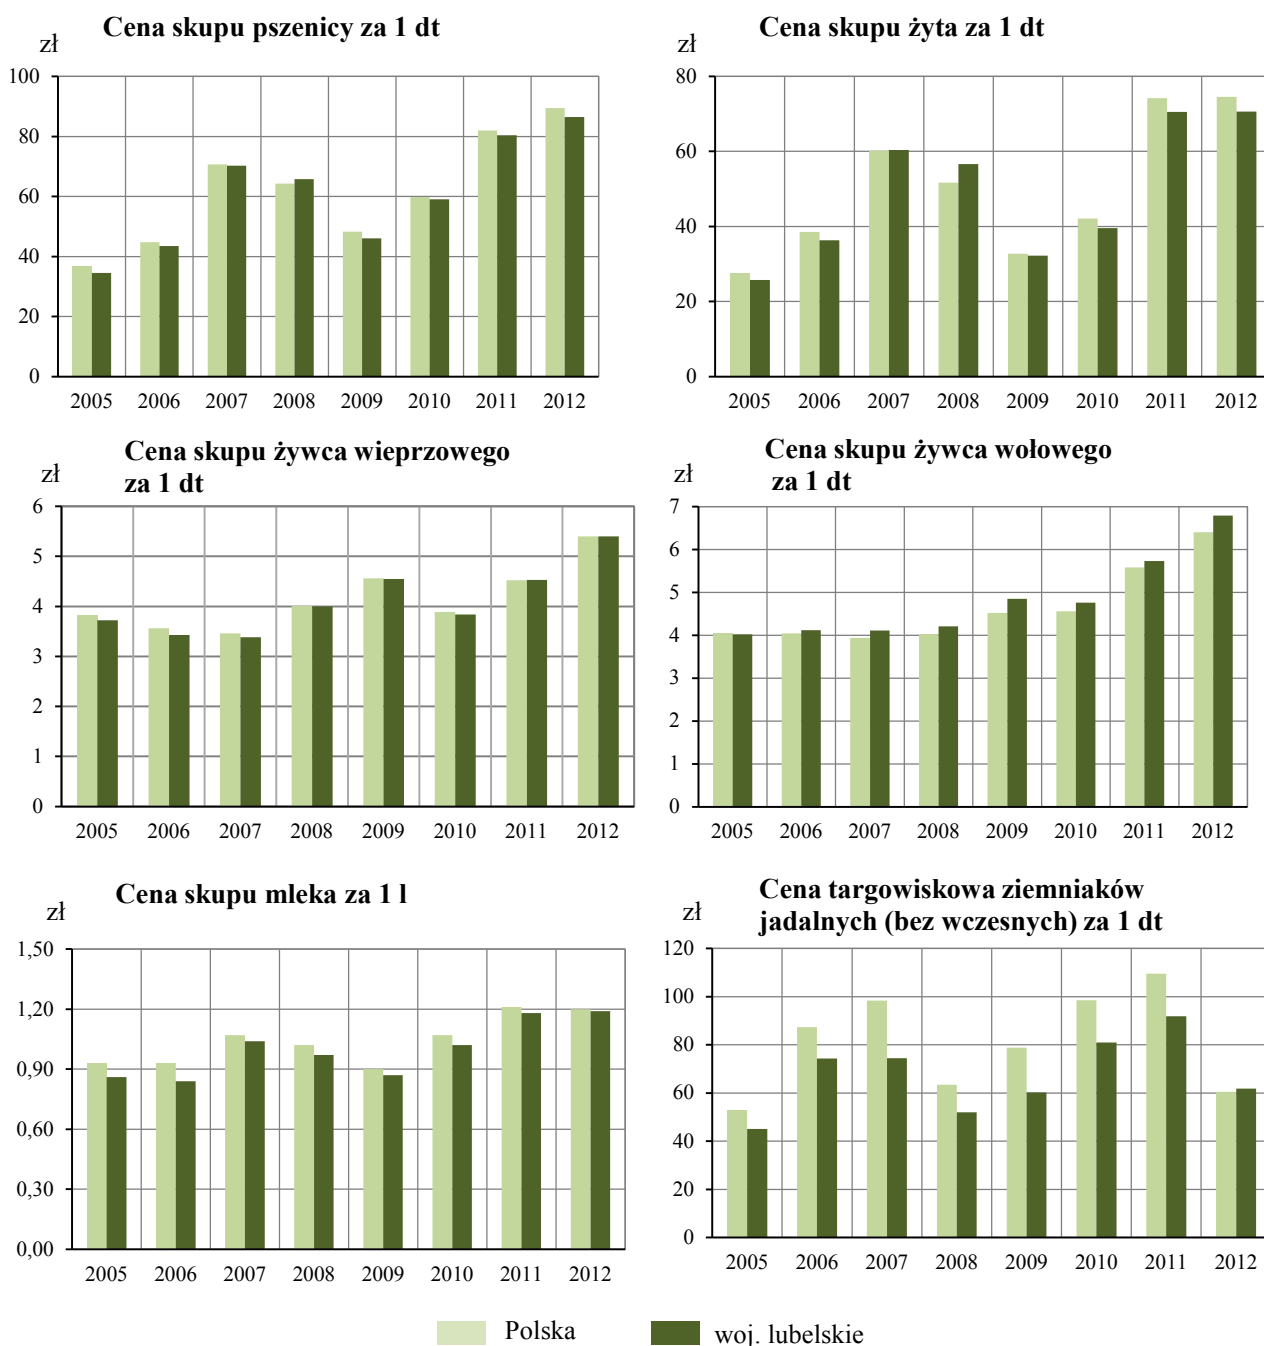 Cena skupu pszenicy za 1 dt
zł
100
80
60
40
20
0
2005 2006 2007 2008 2009 2010 2011 2012
Cena skupu żyta za 1 dt
zł
80
60
40
20
0
2005 2006 2007 2008 2009 2010 2011 2012
Cena skupu żywca wieprzowego
za 1 dt
zł
6
5
4
3
2
1
0
2005 2006 2007 2008 2009 2010 2011 2012
Cena skupu żywca wołowego
za 1 dt
zł
7
6
5
4
3
2
1
0
2005 2006 2007 2008 2009 2010 2011 2012
Cena skupu mleka za 1 l
zł
1,50
1,20
0,90
0,60
0,30
0,00
2005 2006 2007 2008 2009 2010 2011 2012
Cena targowiskowa ziemniaków
jadalnych (bez wczesnych) za 1 dt
zł
120
100
80
60
40
20
0
2005 2006 2007 2008 2009 2010 2011 2012
Polska woj. lubelskie